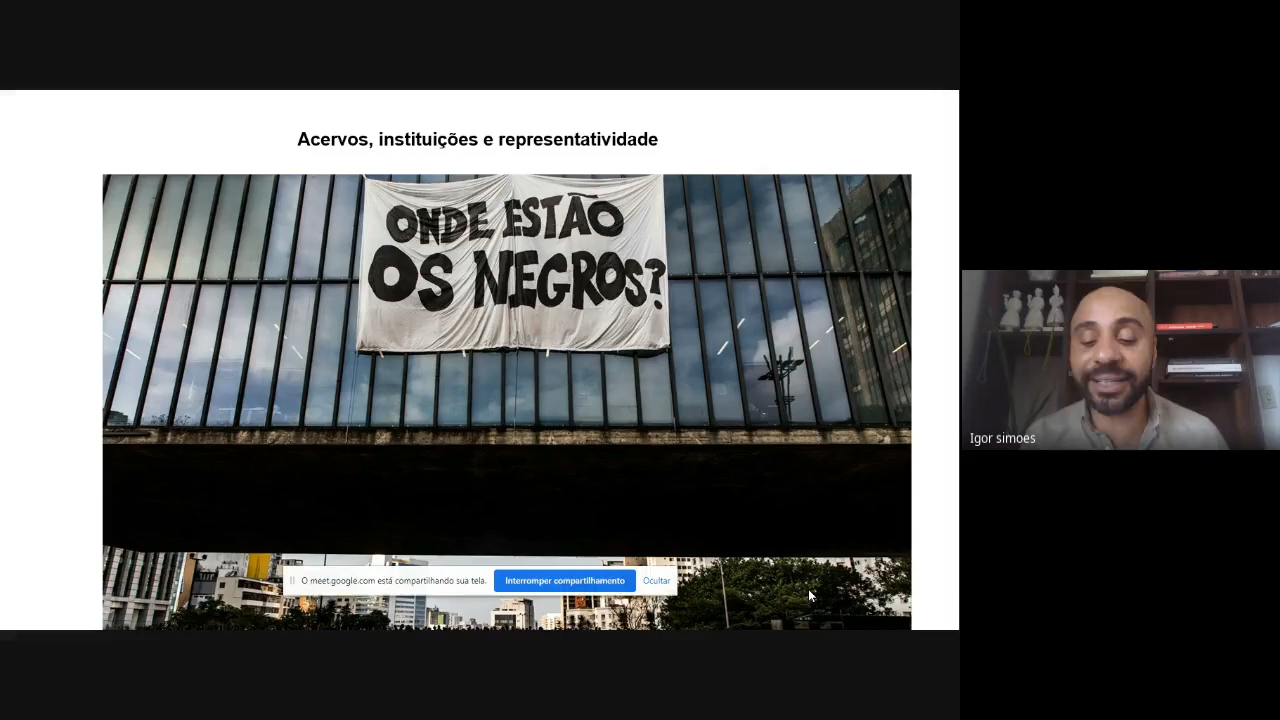 Acervos, instituições e representatividade
ONDE ESTÃO
OS NEGROS?
O meet.google.com está compartilhando sua tela.
Interromper compartilhamento
Ocultar
Igor simoes